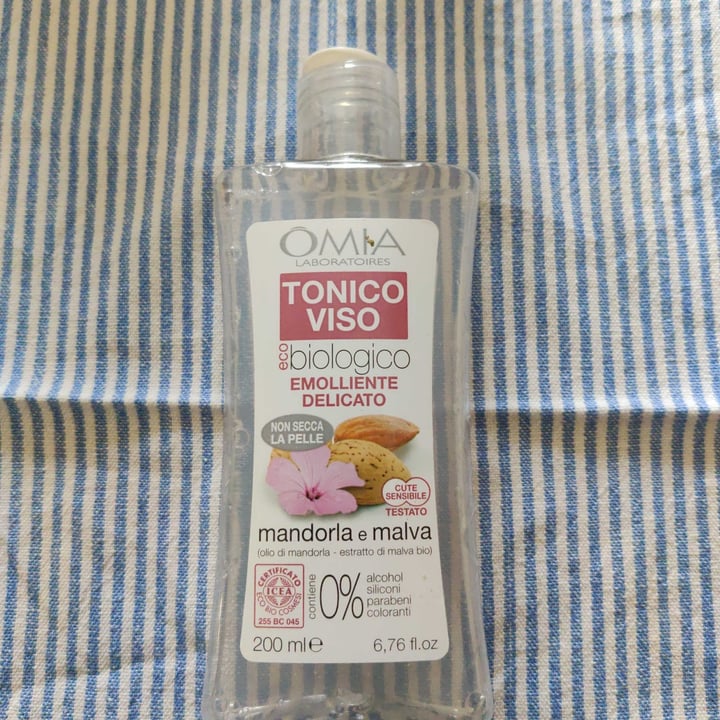 OMIA
LABORATOIRES
TONICO
VISO
eco biologico
EMOLLIENTE
DELICATO
NON SECCA
LA PELLE
CUTE
SENSIBILE
TESTATO
mandorla e malva
(olio di mandorla - estratto di malva bio)
CERTIFICATO
ICEA
ECO BIO COSMESI
255 BC 045
contiene
0%
alcohol
siliconi
parabeni
coloranti
200 ml ℮
6,76 fl.oz